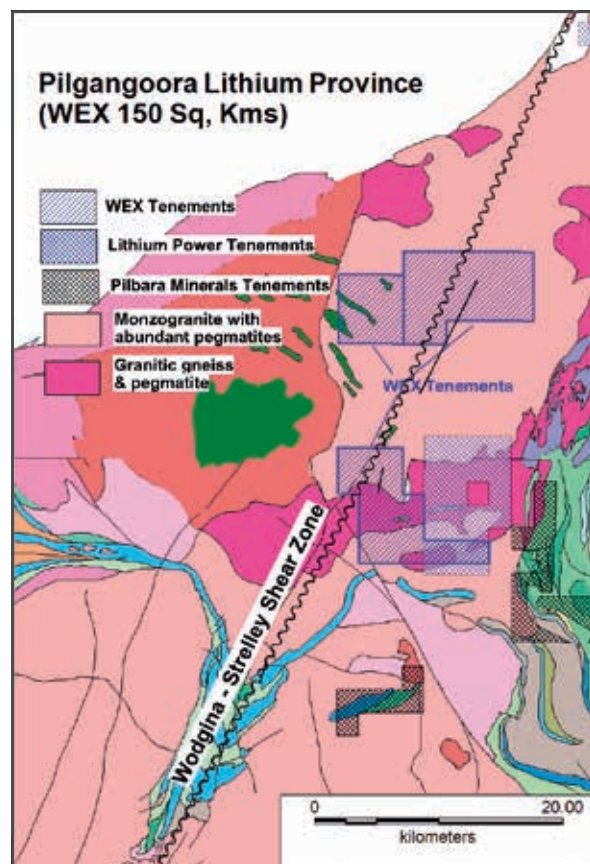 Pilgangoora Lithium Province
(WEX 150 Sq, Kms)
WEX Tenements
Lithium Power Tenements
Pilbara Minerals Tenements
Monzogranite with
abundant pegmatites
Granitic gneiss
& pegmatite
WEX Tenements
Wodgina - Strelley Shear Zone
0 20.00
kilometers